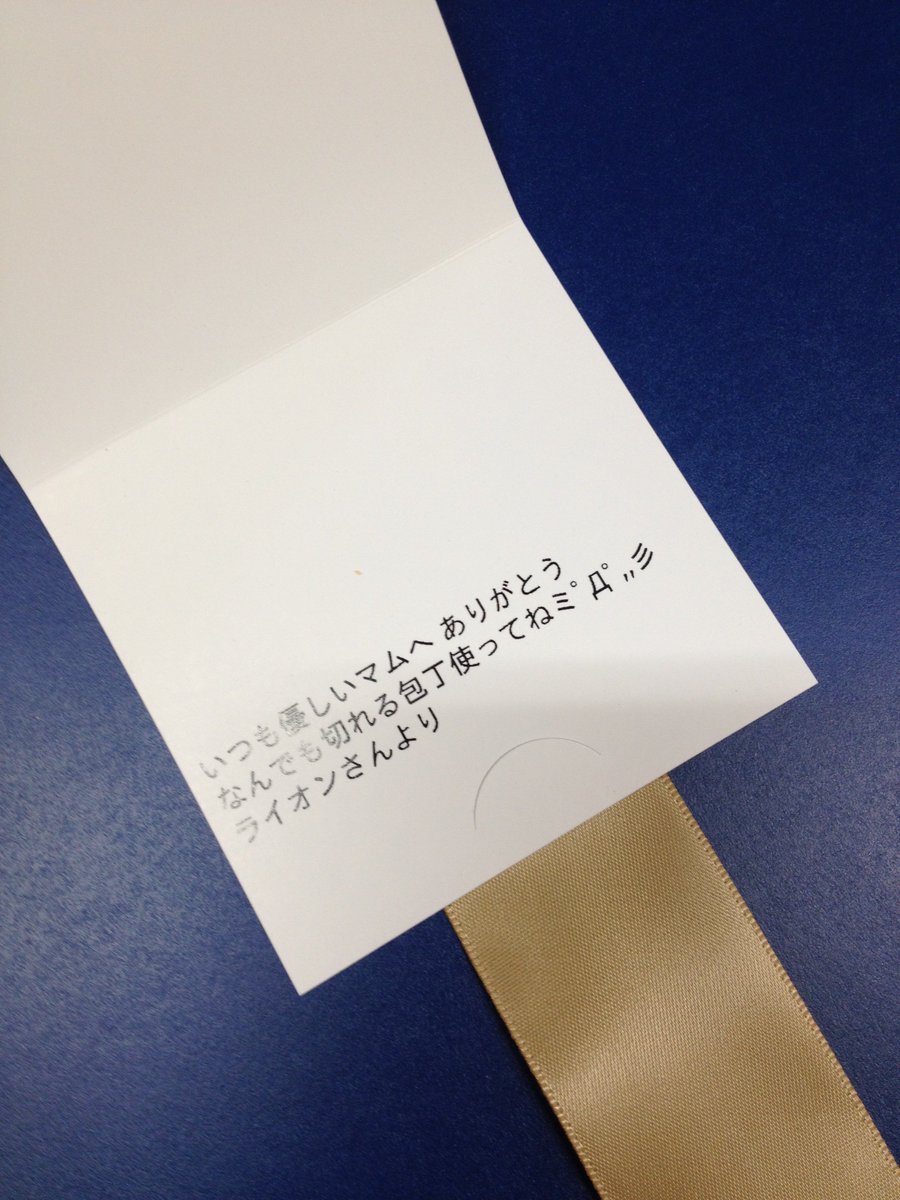 いつも優しいマムへ ありがとう
なんでも切れる包丁使ってねミﾟДﾟ,,彡
ライオンさんより